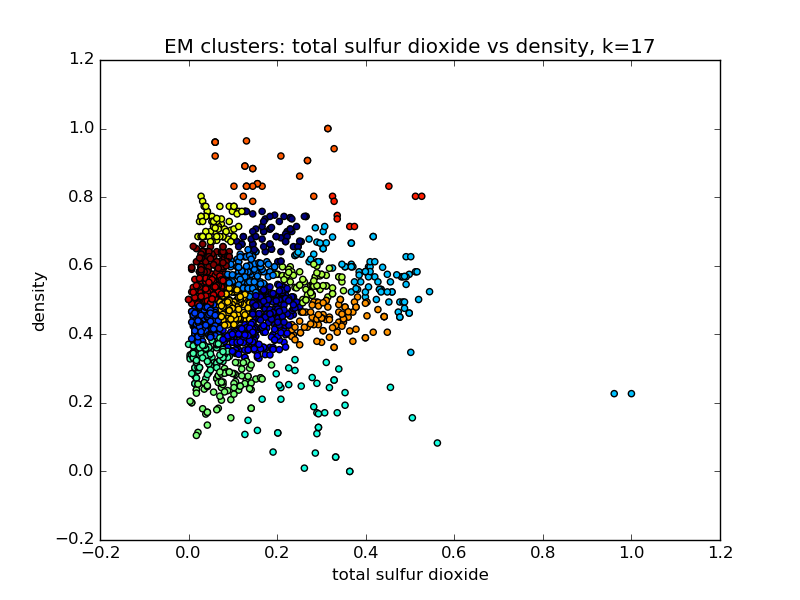 EM clusters: total sulfur dioxide vs density, k=17
1.2
1.0
0.8
0.6
0.4
0.2
0.0
−0.2
density
−0.2 0.0 0.2 0.4 0.6 0.8 1.0 1.2
total sulfur dioxide